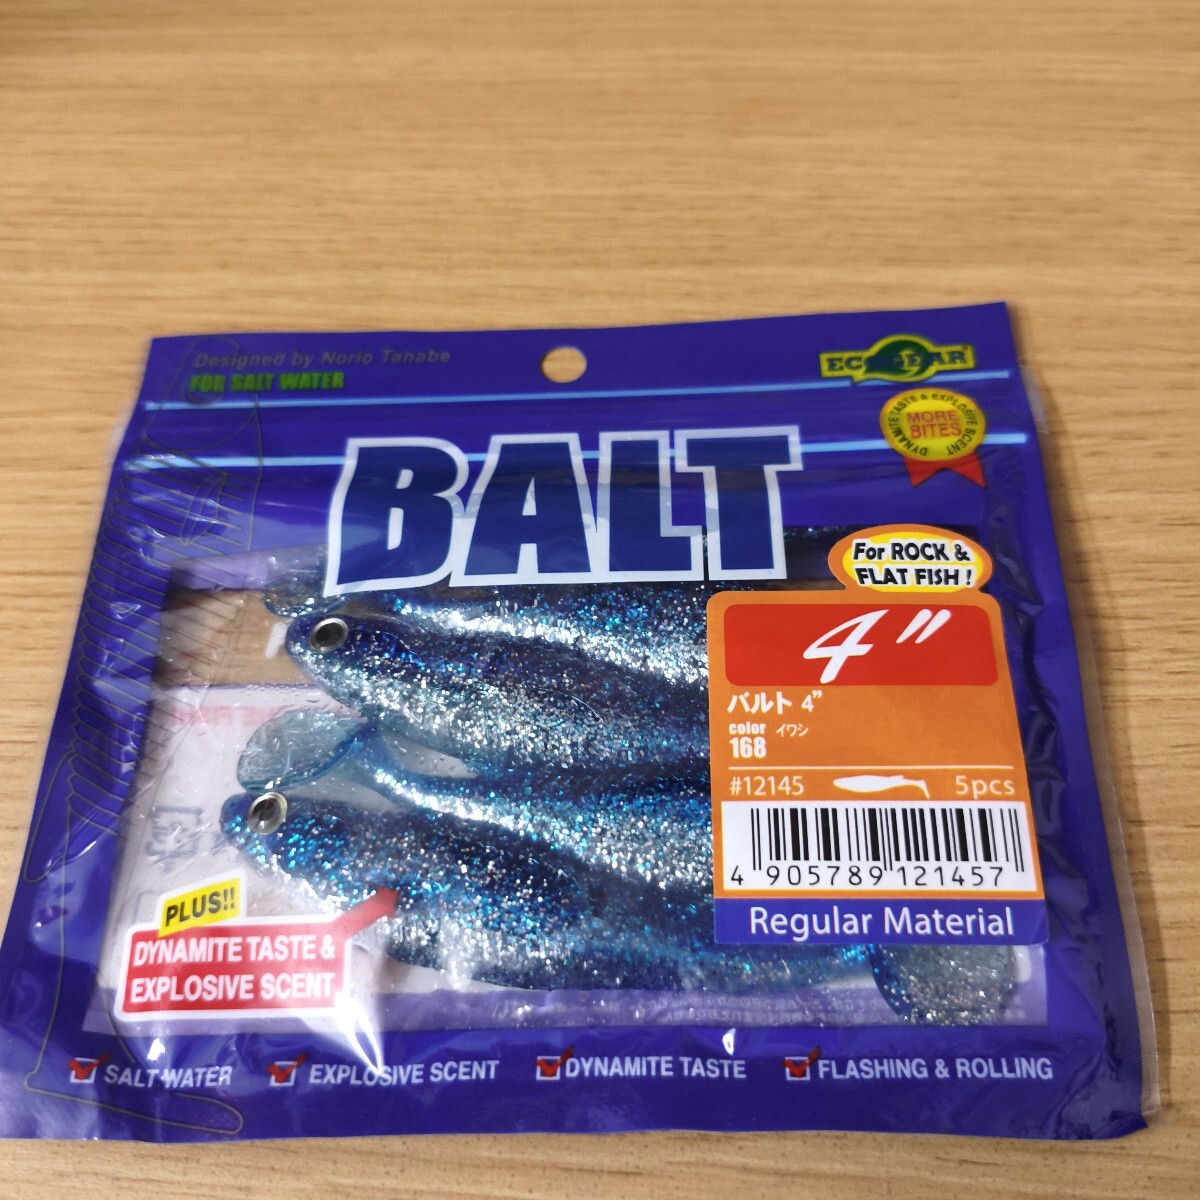 Designed by Norio Tanabe
FOR SALT WATER
ECOGEAR
DYNAMITE TASTE & EXPLOSIVE SCENT
MORE
BITES
BALT
For ROCK &
FLAT FISH!
4"
バルト 4"
color イワシ
168
#12145 5pcs
4 905789 121457
Regular Material
PLUS!!
DYNAMITE TASTE &
EXPLOSIVE SCENT
SALT WATER EXPLOSIVE SCENT DYNAMITE TASTE FLASHING & ROLLING